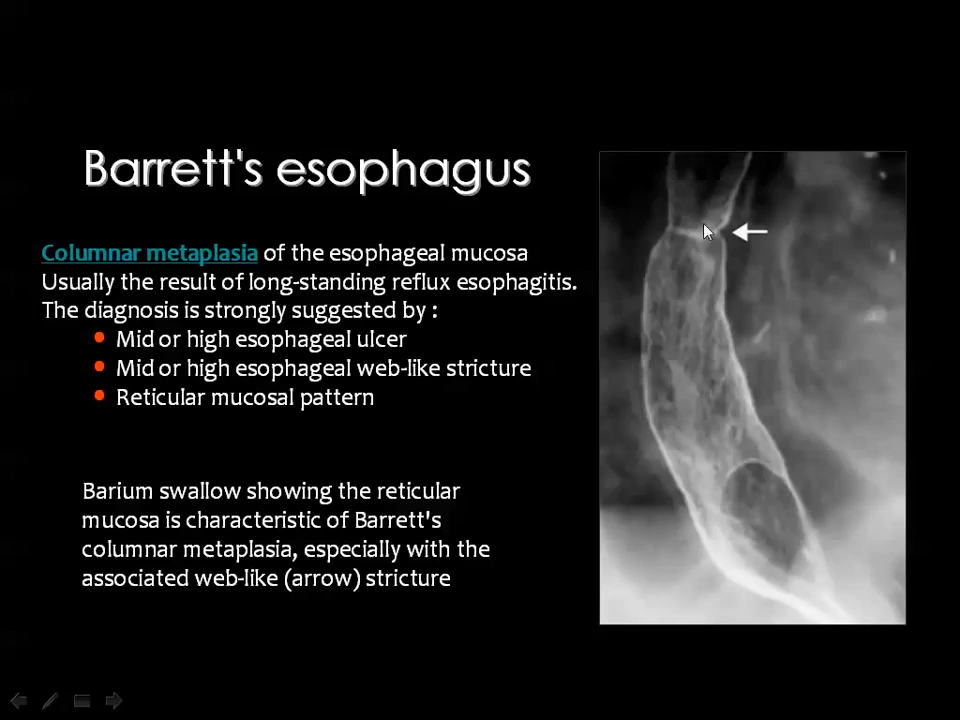 Barrett's esophagus
Columnar metaplasia of the esophageal mucosa
Usually the result of long-standing reflux esophagitis.
The diagnosis is strongly suggested by :
• Mid or high esophageal ulcer
• Mid or high esophageal web-like stricture
• Reticular mucosal pattern
Barium swallow showing the reticular
mucosa is characteristic of Barrett's
columnar metaplasia, especially with the
associated web-like (arrow) stricture